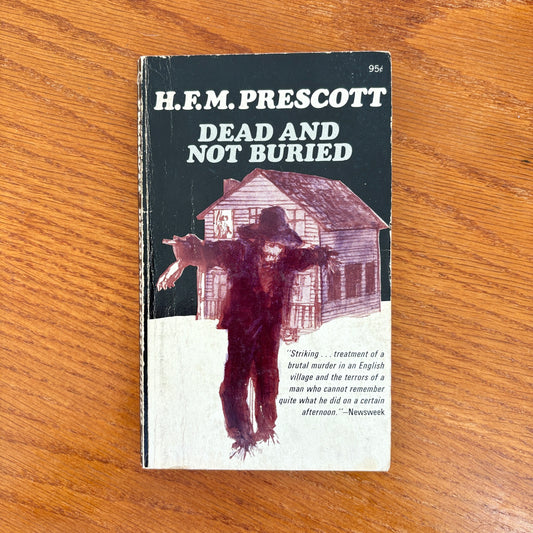 95¢
H.F.M. PRESCOTT
DEAD AND
NOT BURIED
"Striking . . . treatment of a
brutal murder in an English
village and the terrors of a
man who cannot remember
quite what he did on a certain
afternoon."—Newsweek